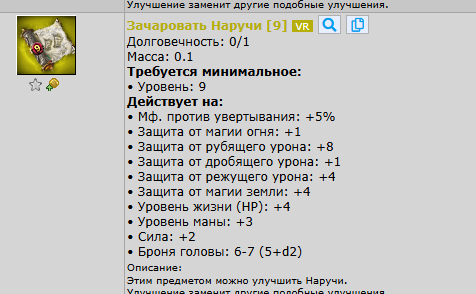 Улучшение заменит другие подобные улучшения.
Зачаровать Наручи [9] VR
9
Долговечность: 0/1
Масса: 0.1
Требуется минимальное:
• Уровень: 9
Действует на:
• Мф. против увертывания: +5%
• Защита от магии огня: +1
• Защита от рубящего урона: +8
• Защита от дробящего урона: +1
• Защита от режущего урона: +4
• Защита от магии земли: +4
• Уровень жизни (HP): +4
• Уровень маны: +3
• Сила: +2
• Броня головы: 6-7 (5+d2)
Описание:
Этим предметом можно улучшить Наручи.
Улучшение заменит другие подобные улучшения.